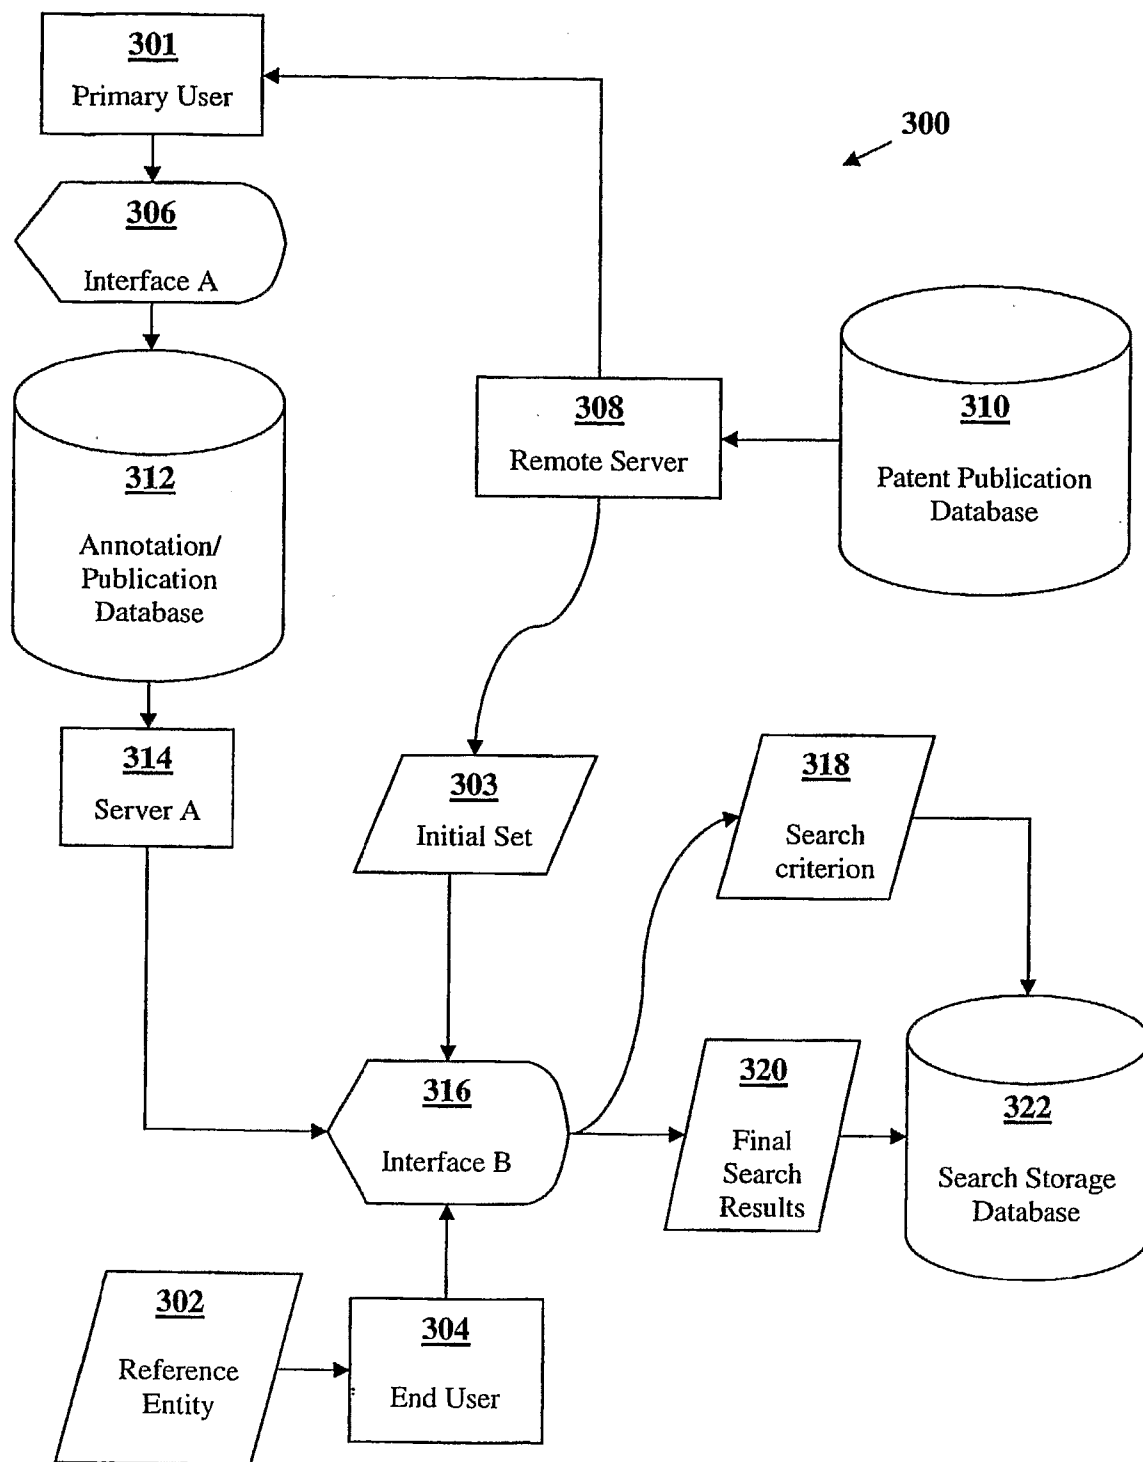 301
Primary User
300
306
Interface A
308
Remote Server
310
Patent Publication
Database
312
Annotation/
Publication
Database
314
Server A
303
Initial Set
318
Search
criterion
316
Interface B
320
Final
Search
Results
322
Search Storage
Database
302
Reference
Entity
304
End User